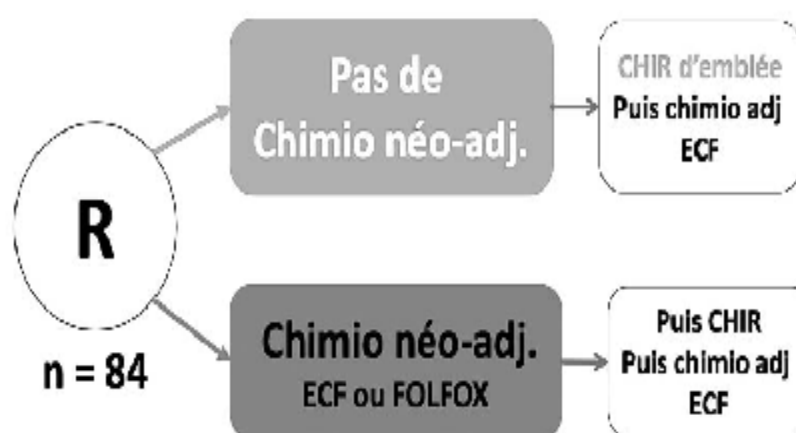 R
n = 84
Pas de
Chimio néo-adj.
CHIR d'emblée
Puis chimio adj
ECF
Chimio néo-adj.
ECF ou FOLFOX
Puis CHIR
Puis chimio adj
ECF